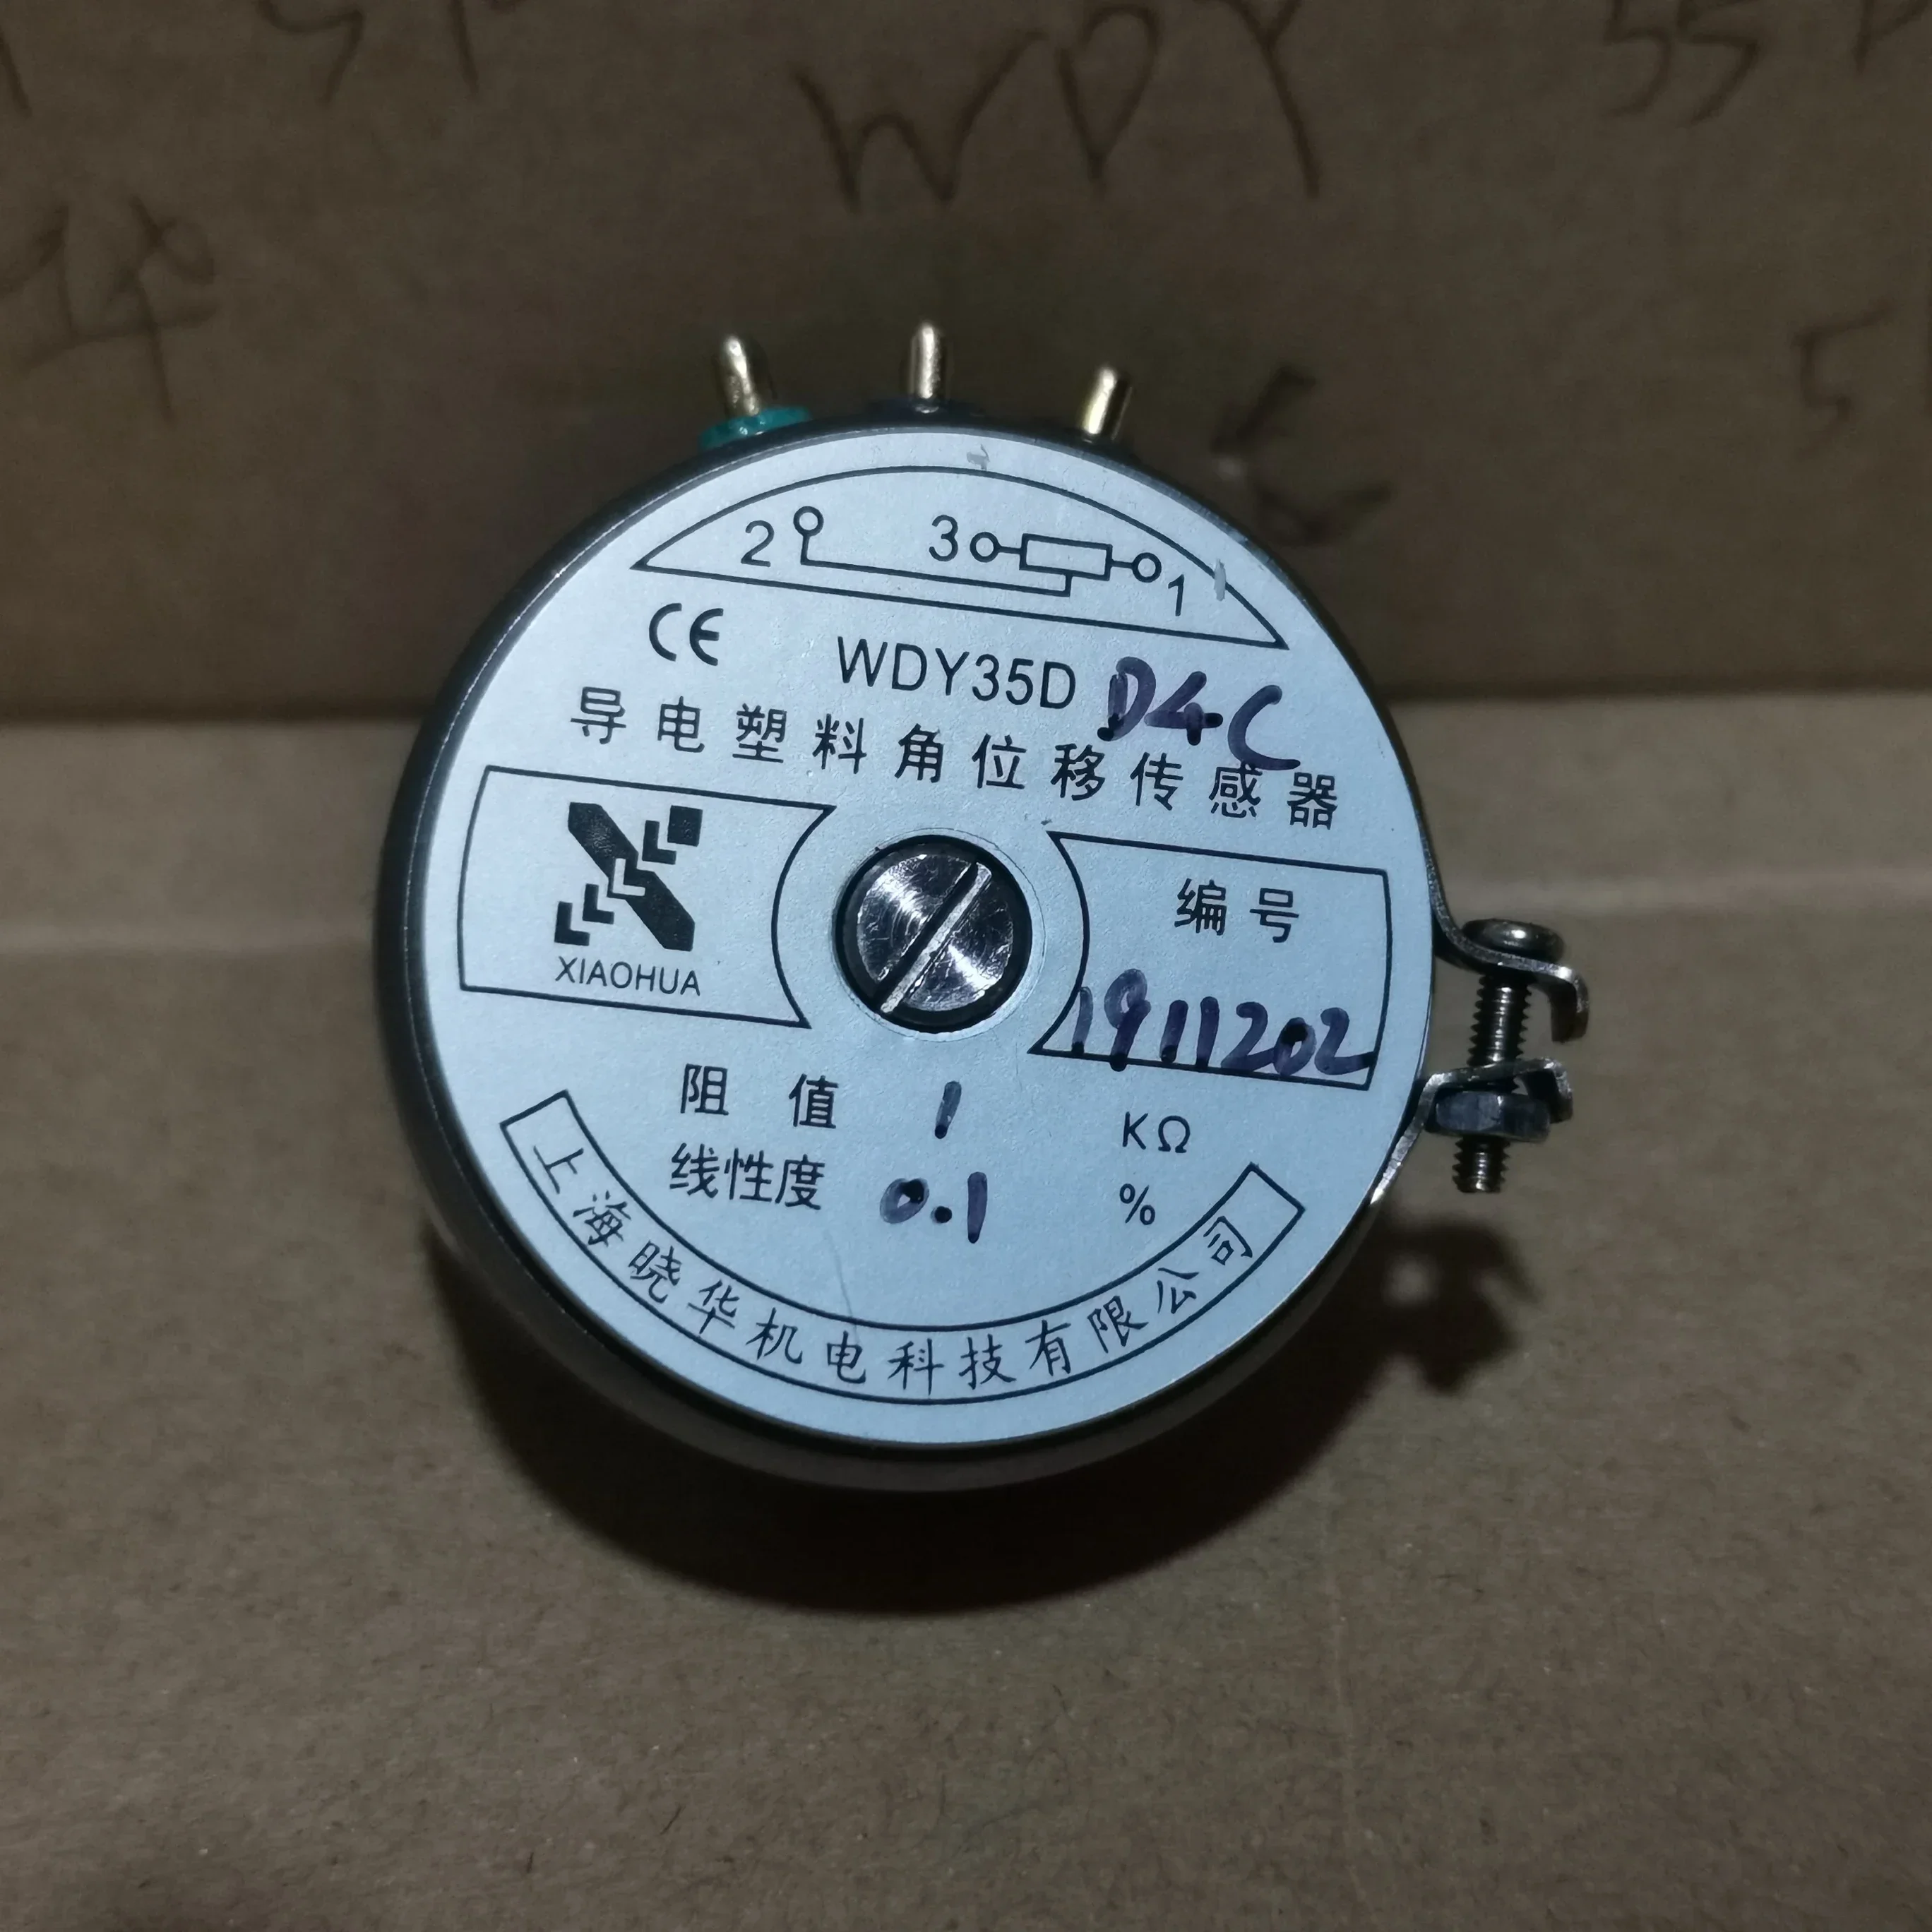 WDY
2 3 1
CE
WDY35D D4C
导电塑料角位移传感器
XIAOHUA
编号
1911202
阻值 1 KΩ
线性度 0.1 %
上海晓华机电科技有限公司